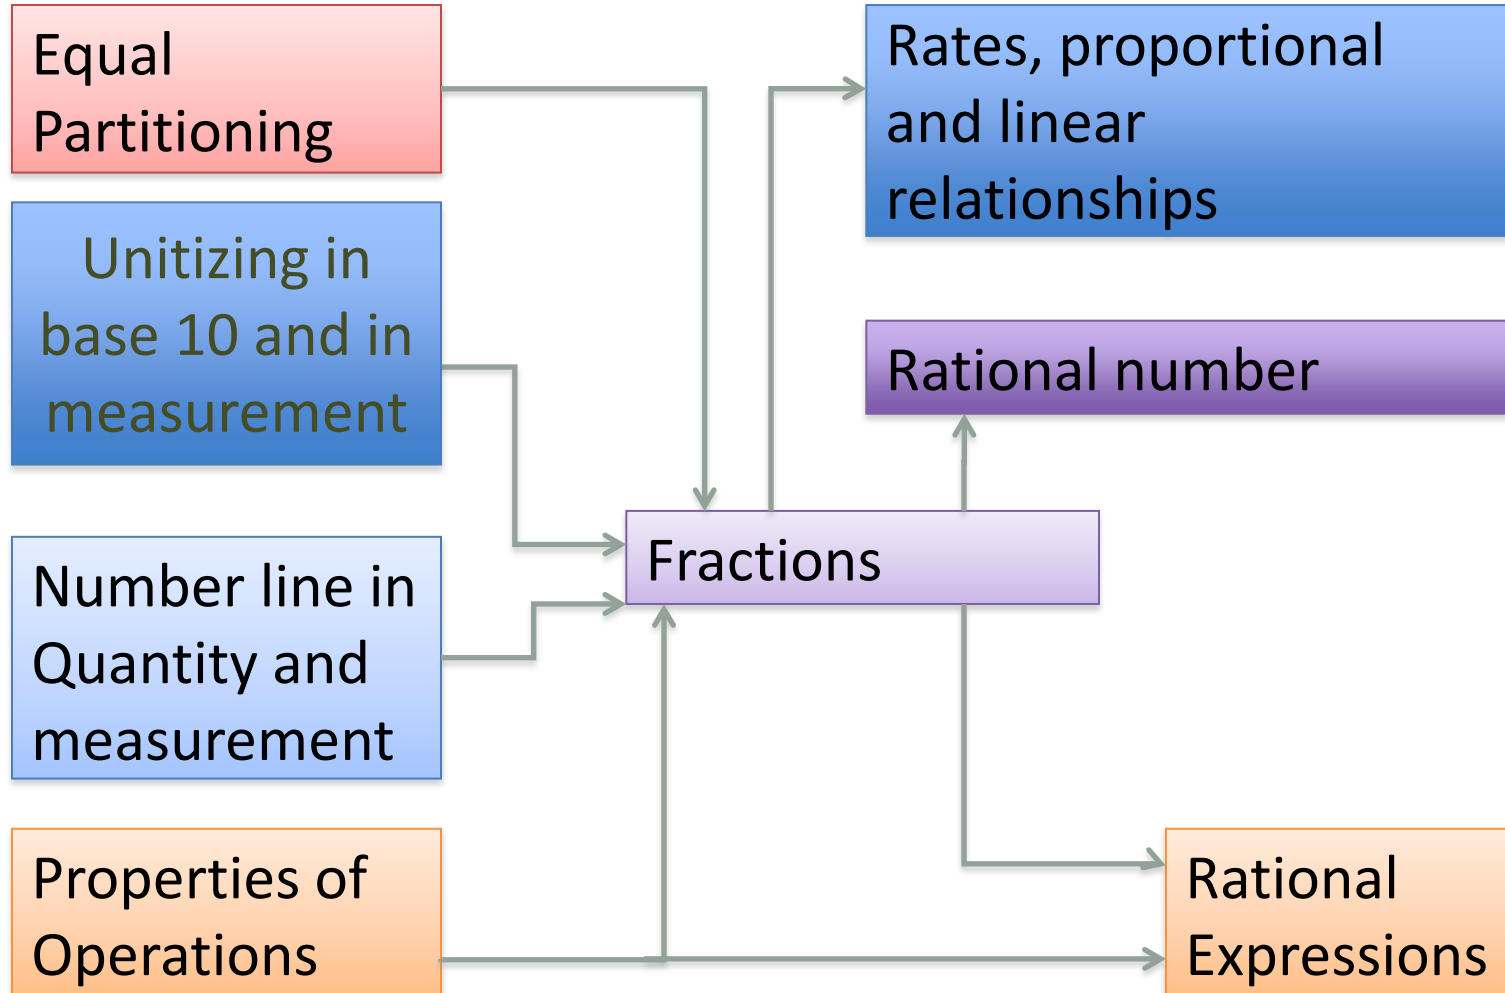 Equal
Partitioning
Unitizing in
base 10 and in
measurement
Number line in
Quantity and
measurement
Properties of
Operations
Fractions
Rates, proportional
and linear
relationships
Rational number
Rational
Expressions